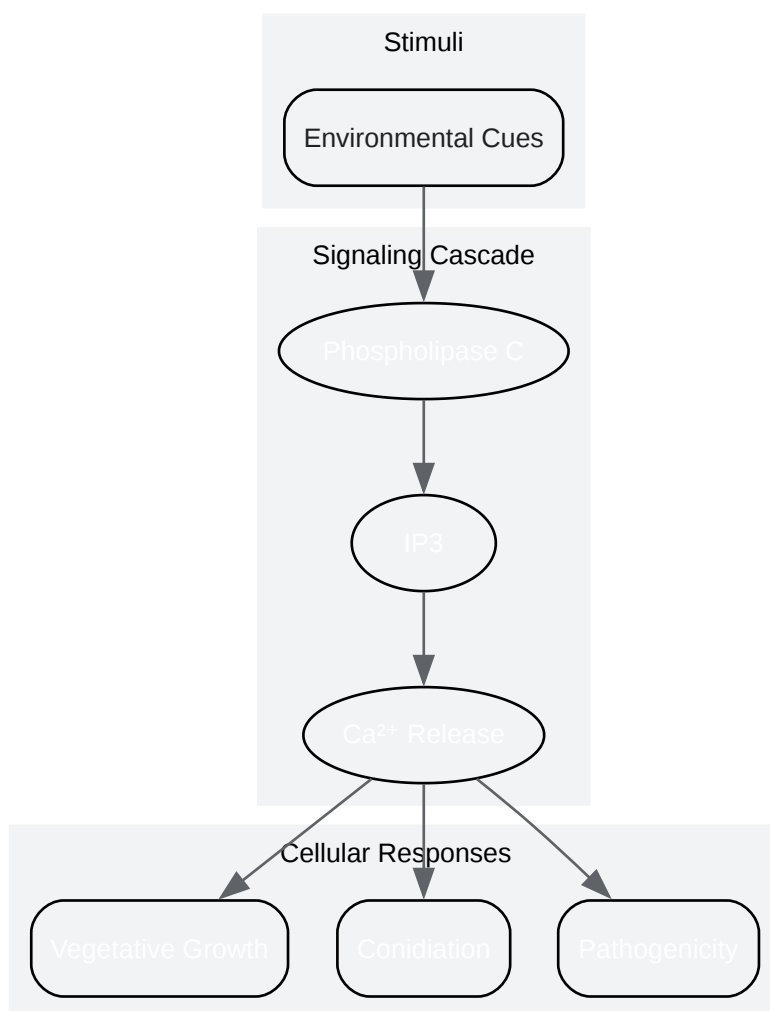 Stimuli
Environmental Cues
Signaling Cascade
Phospholipase C
IP3
Ca²⁺ Release
Cellular Responses
Vegetative Growth
Conidiation
Pathogenicity